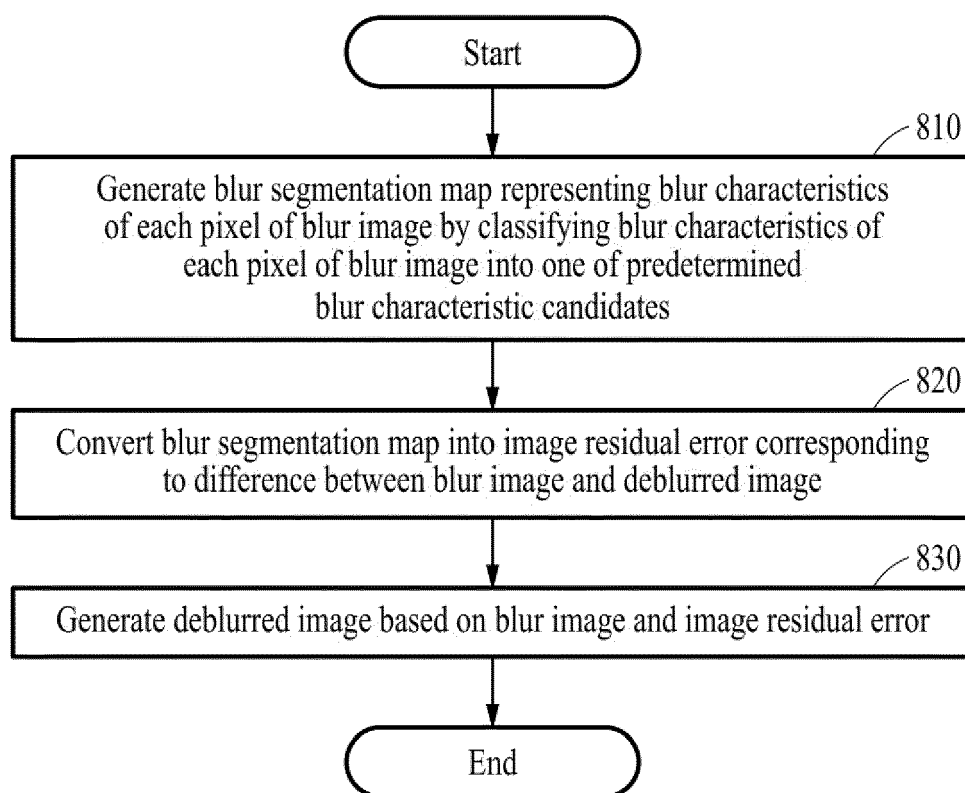 Start
810
Generate blur segmentation map representing blur characteristics
of each pixel of blur image by classifying blur characteristics of
each pixel of blur image into one of predetermined
blur characteristic candidates
820
Convert blur segmentation map into image residual error corresponding
to difference between blur image and deblurred image
830
Generate deblurred image based on blur image and image residual error
End